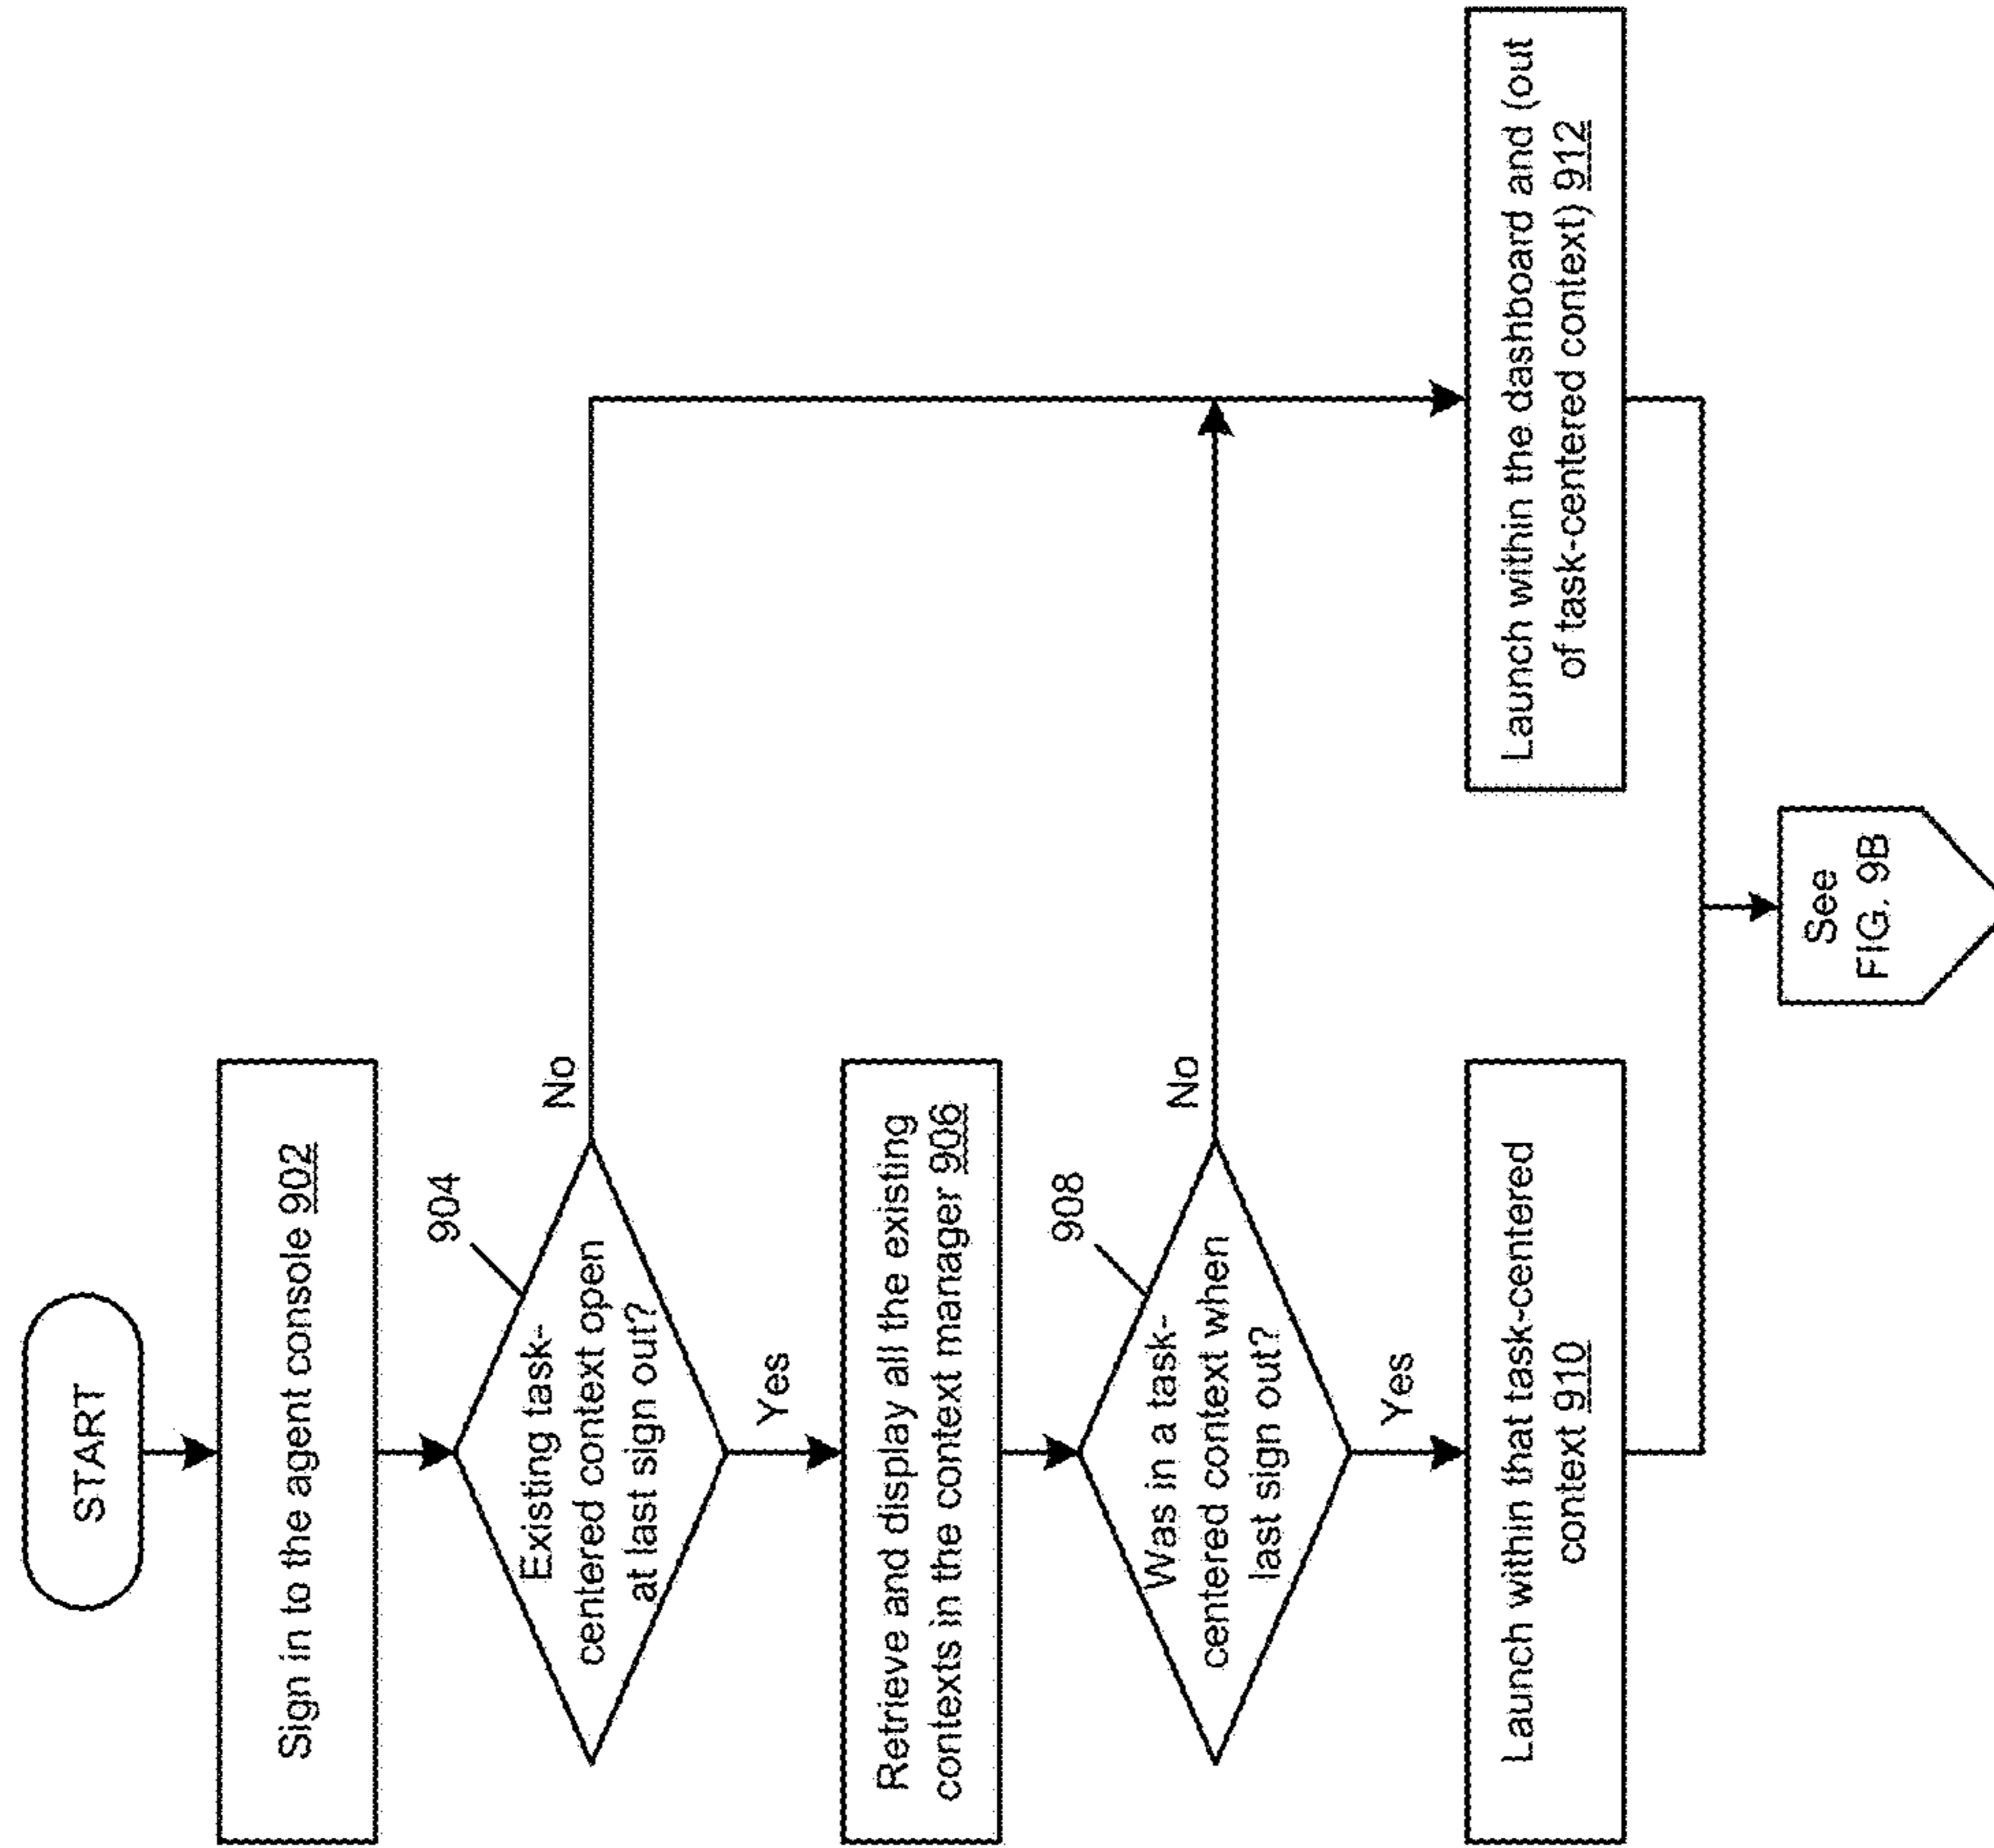 START
Sign in to the agent console 902
904
Existing task-
centered context open
at last sign out?
No
Yes
Retrieve and display all the existing
contexts in the context manager 906
908
Was in a task-
centered context when
last sign out?
No
Yes
Launch within that task-centered
context 910
Launch within the dashboard and (out
of task-centered context) 912
See
FIG. 9B